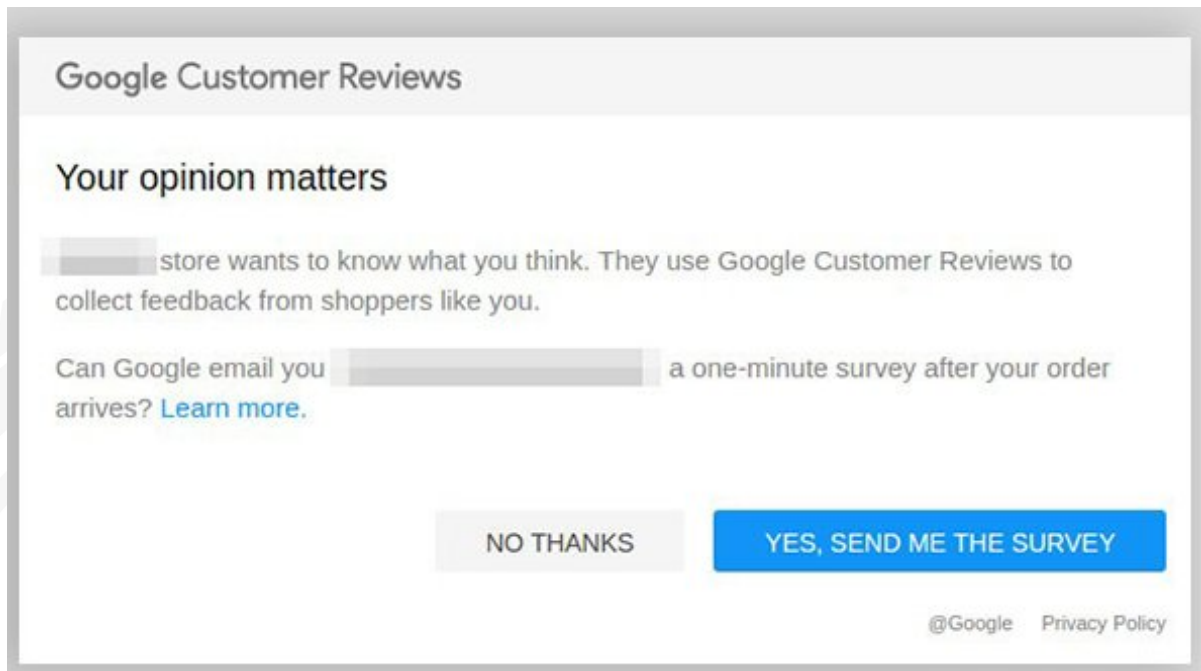 Google Customer Reviews
Your opinion matters
store wants to know what you think. They use Google Customer Reviews to
collect feedback from shoppers like you.
Can Google email you a one-minute survey after your order
arrives? Learn more.
NO THANKS
YES, SEND ME THE SURVEY
@Google Privacy Policy